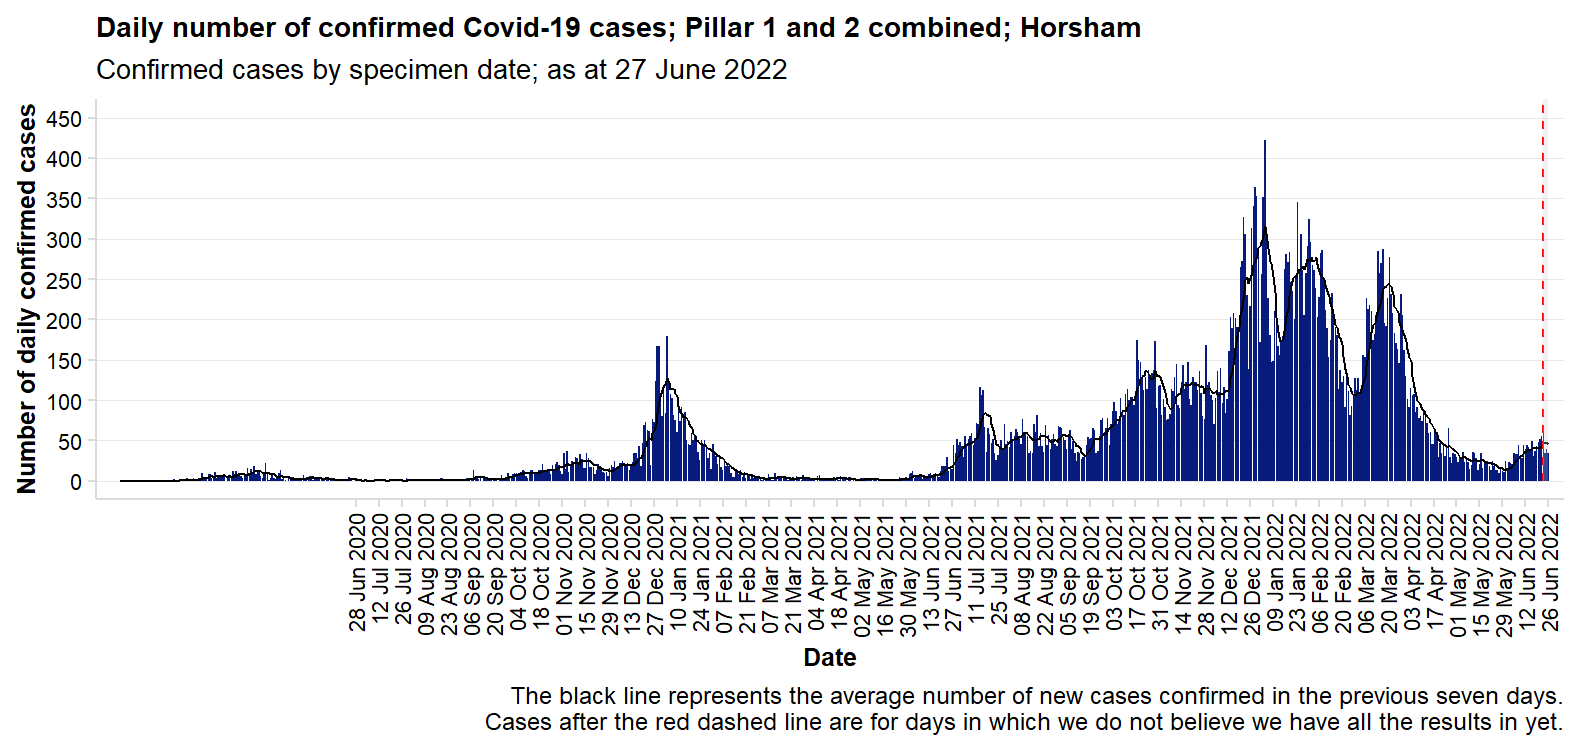 Daily number of confirmed Covid-19 cases; Pillar 1 and 2 combined; Horsham
Confirmed cases by specimen date; as at 27 June 2022
Number of daily confirmed cases
450
400
350
300
250
200
150
100
50
0
28 Jun 2020
12 Jul 2020
26 Jul 2020
09 Aug 2020
23 Aug 2020
06 Sep 2020
20 Sep 2020
04 Oct 2020
18 Oct 2020
01 Nov 2020
15 Nov 2020
29 Nov 2020
13 Dec 2020
27 Dec 2020
10 Jan 2021
24 Jan 2021
07 Feb 2021
21 Feb 2021
07 Mar 2021
21 Mar 2021
04 Apr 2021
18 Apr 2021
02 May 2021
16 May 2021
30 May 2021
13 Jun 2021
27 Jun 2021
11 Jul 2021
25 Jul 2021
08 Aug 2021
22 Aug 2021
05 Sep 2021
19 Sep 2021
03 Oct 2021
17 Oct 2021
31 Oct 2021
14 Nov 2021
28 Nov 2021
12 Dec 2021
26 Dec 2021
09 Jan 2022
23 Jan 2022
06 Feb 2022
20 Feb 2022
06 Mar 2022
20 Mar 2022
03 Apr 2022
17 Apr 2022
01 May 2022
15 May 2022
29 May 2022
12 Jun 2022
26 Jun 2022
Date
The black line represents the average number of new cases confirmed in the previous seven days.
Cases after the red dashed line are for days in which we do not believe we have all the results in yet.